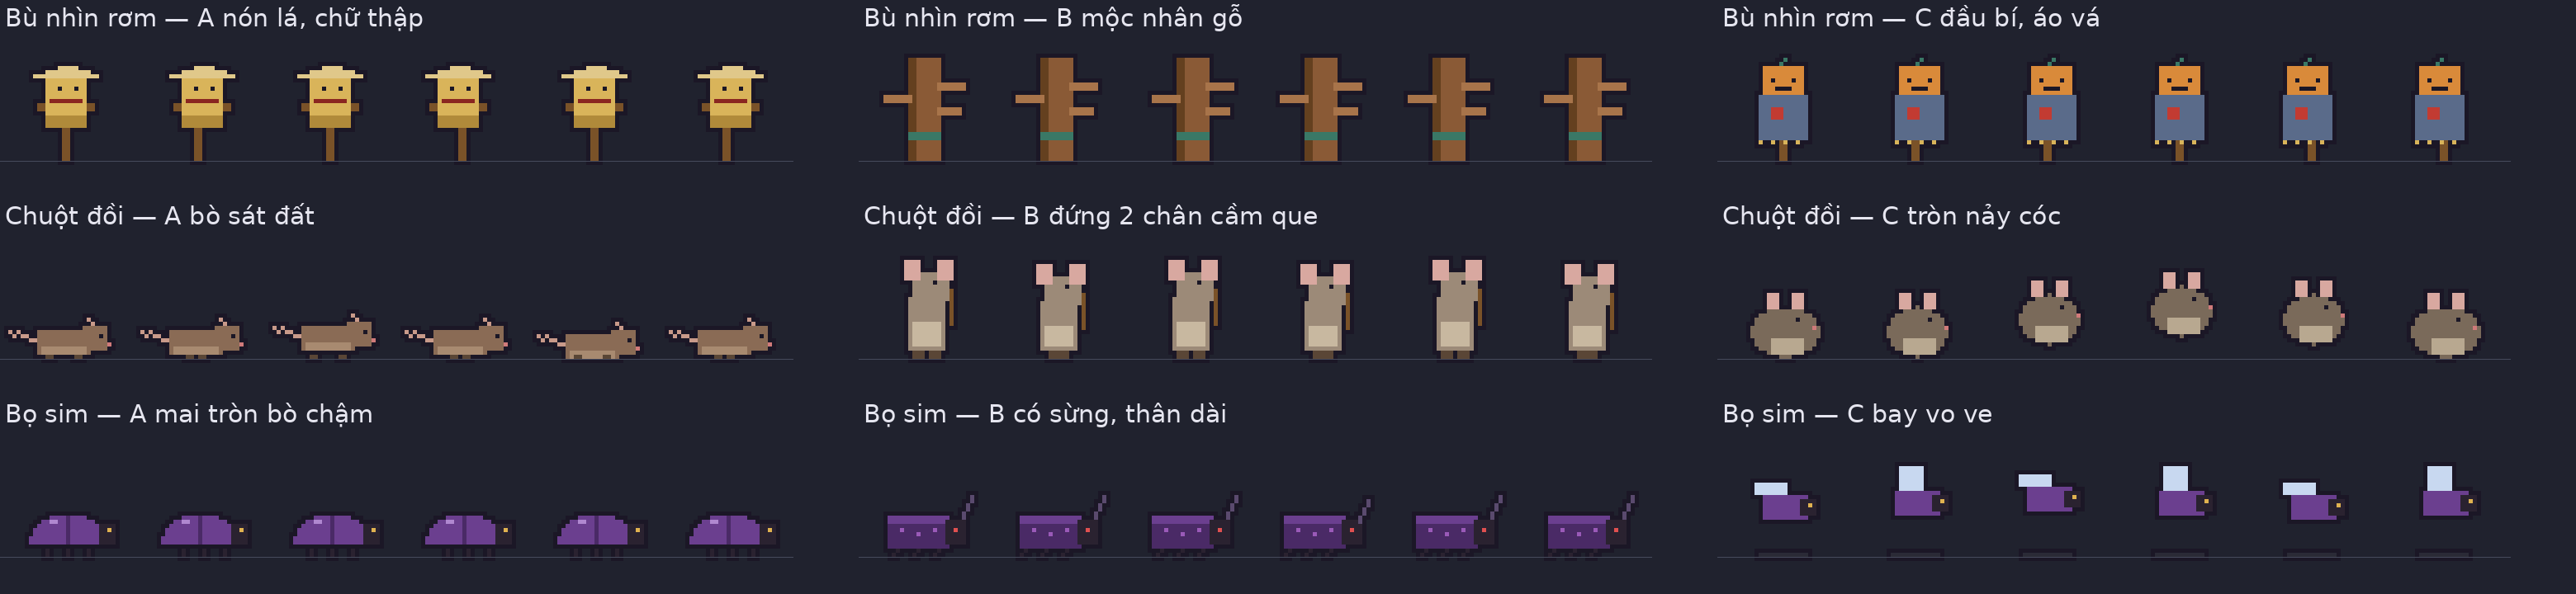 Bù nhìn rơm — A nón lá, chữ thập
Bù nhìn rơm — B mộc nhân gỗ
Bù nhìn rơm — C đầu bí, áo vá
Chuột đồi — A bò sát đất
Chuột đồi — B đứng 2 chân cầm que
Chuột đồi — C tròn nảy cóc
Bọ sim — A mai tròn bò chậm
Bọ sim — B có sừng, thân dài
Bọ sim — C bay vo ve